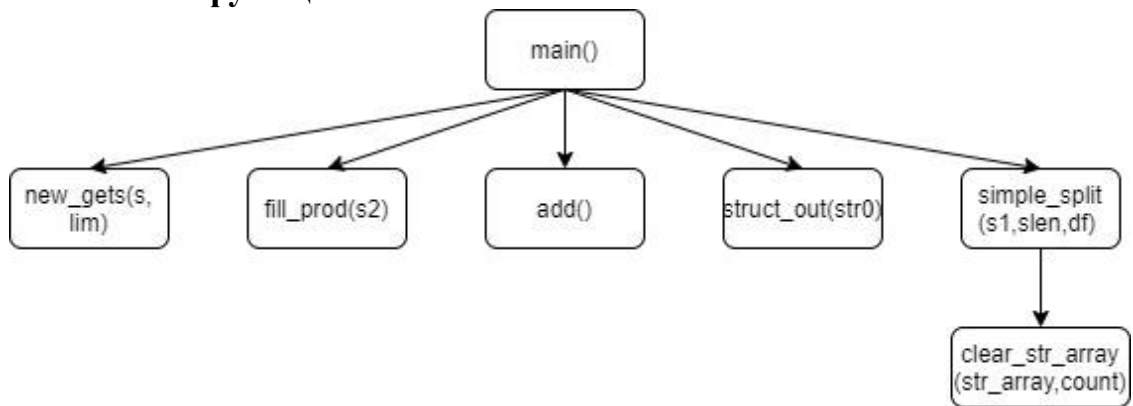 main()
new_gets(s,
lim)
fill_prod(s2)
add()
struct_out(str0)
simple_split
(s1,slen,df)
clear_str_array
(str_array,count)